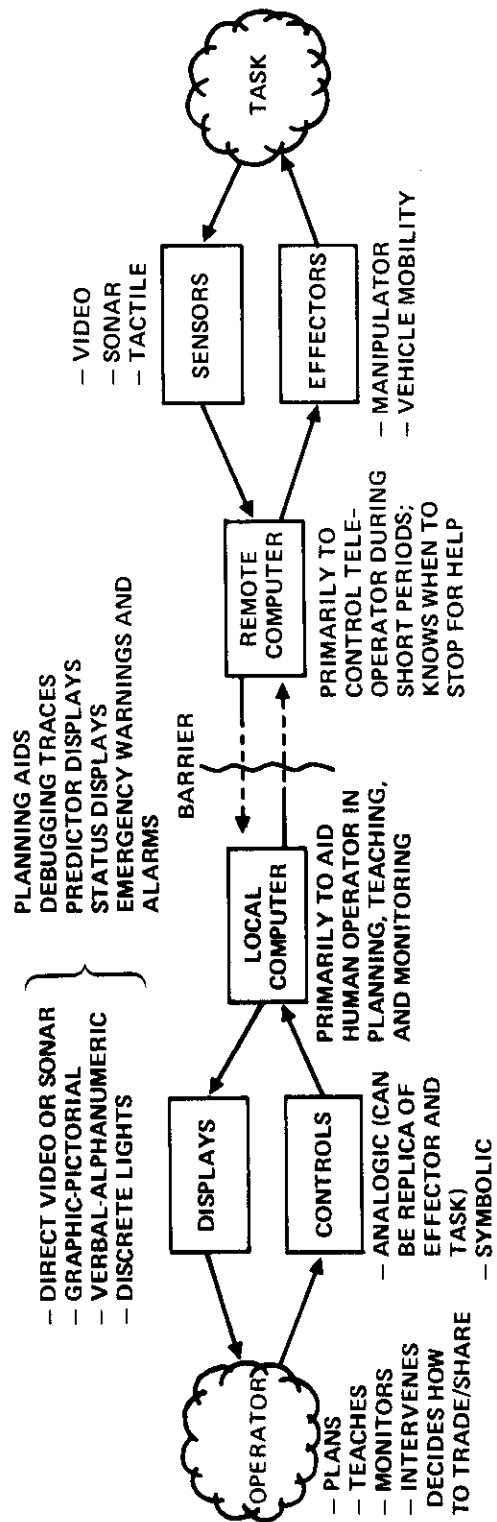 – DIRECT VIDEO OR SONAR
– GRAPHIC-PICTORIAL
– VERBAL-ALPHANUMERIC
– DISCRETE LIGHTS
PLANNING AIDS
DEBUGGING TRACES
PREDICTOR DISPLAYS
STATUS DISPLAYS
EMERGENCY WARNINGS AND
ALARMS
– VIDEO
– SONAR
– TACTILE
OPERATOR
DISPLAYS
CONTROLS
LOCAL
COMPUTER
BARRIER
REMOTE
COMPUTER
SENSORS
EFFECTORS
TASK
– PLANS
– TEACHES
– MONITORS
– INTERVENES
DECIDES HOW
TO TRADE/SHARE
– ANALOGIC (CAN
BE REPLICA OF
EFFECTOR AND
TASK)
– SYMBOLIC
PRIMARILY TO AID
HUMAN OPERATOR IN
PLANNING, TEACHING,
AND MONITORING
PRIMARILY TO
CONTROL TELE-
OPERATOR DURING
SHORT PERIODS;
KNOWS WHEN TO
STOP FOR HELP
– MANIPULATOR
– VEHICLE MOBILITY